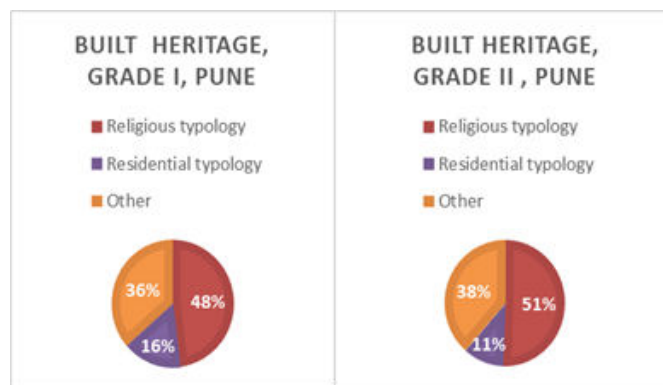 BUILT HERITAGE,
GRADE I, PUNE
Religious typology
Residential typology
Other
36%
48%
16%
BUILT HERITAGE,
GRADE II , PUNE
Religious typology
Residential typology
Other
38%
51%
11%